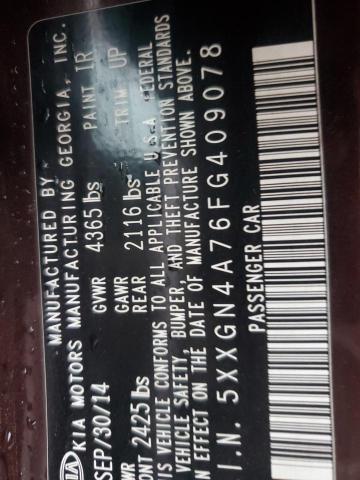 MANUFACTURED BY
KIA MOTORS MANUFACTURING GEORGIA, INC.
SEP/30/14 GVWR 4365 lbs PAINT IR
GAWR
FRONT 2425 lbs REAR 2116 lbs TRIM UP
IS VEHICLE CONFORMS TO ALL APPLICABLE U.S.A FEDERAL
VEHICLE SAFETY, BUMPER, AND THEFT PREVENTION STANDARDS
N EFFECT ON THE DATE OF MANUFACTURE SHOWN ABOVE.
I.N. 5XXGN4A76FG409078
PASSENGER CAR